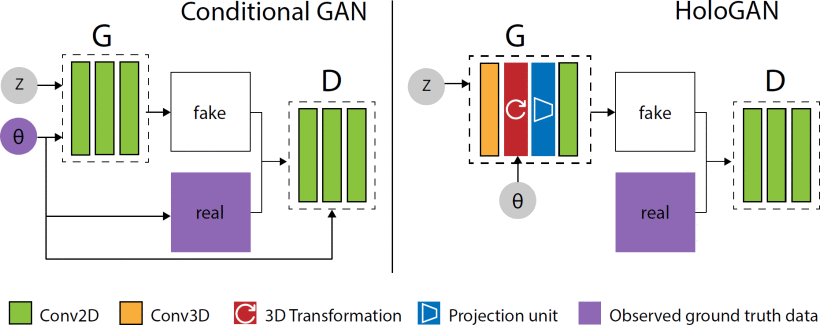 Conditional GAN
G
z
θ
fake
real
D
HoloGAN
G
z
θ
fake
real
D
Conv2D
Conv3D
3D Transformation
Projection unit
Observed ground truth data